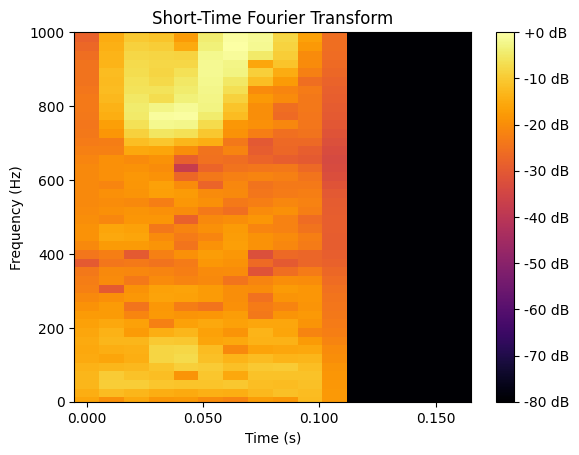 Short-Time Fourier Transform
1000
800
600
400
200
0
Frequency (Hz)
0.000
0.050
0.100
0.150
Time (s)
+0 dB
-10 dB
-20 dB
-30 dB
-40 dB
-50 dB
-60 dB
-70 dB
-80 dB